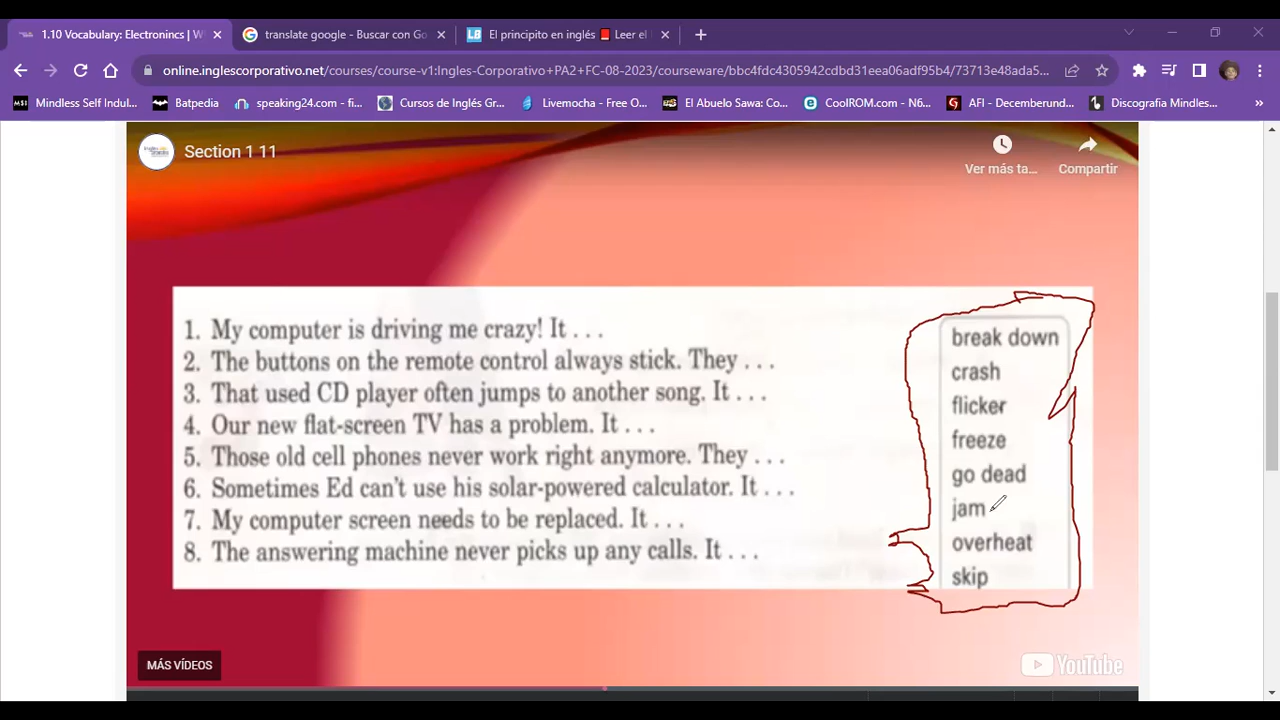 1.10 Vocabulary: Electronincs | W
translate google - Buscar con Go
El principito en inglés 📕 Leer el
online.inglescorporativo.net/courses/course-v1:Ingles-Corporativo+PA2+FC-08-2023/courseware/bbc4fdc4305942cdbd31eea06adf95b4/73713e48ada5...
Mindless Self Indul... Batpedia speaking24.com - fi... Cursos de Inglés Gr... Livemocha - Free O... El Abuelo Sawa: Co... CoolROM.com - N6... AFI - Decemberund... Discografia Mindles... »
Section 1 11
Ver más ta...
Compartir
1. My computer is driving me crazy! It . . .
2. The buttons on the remote control always stick. They . . .
3. That used CD player often jumps to another song. It . . .
4. Our new flat-screen TV has a problem. It . . .
5. Those old cell phones never work right anymore. They . . .
6. Sometimes Ed can't use his solar-powered calculator. It . . .
7. My computer screen needs to be replaced. It . . .
8. The answering machine never picks up any calls. It . . .
break down
crash
flicker
freeze
go dead
jam
overheat
skip
MÁS VÍDEOS
YouTube